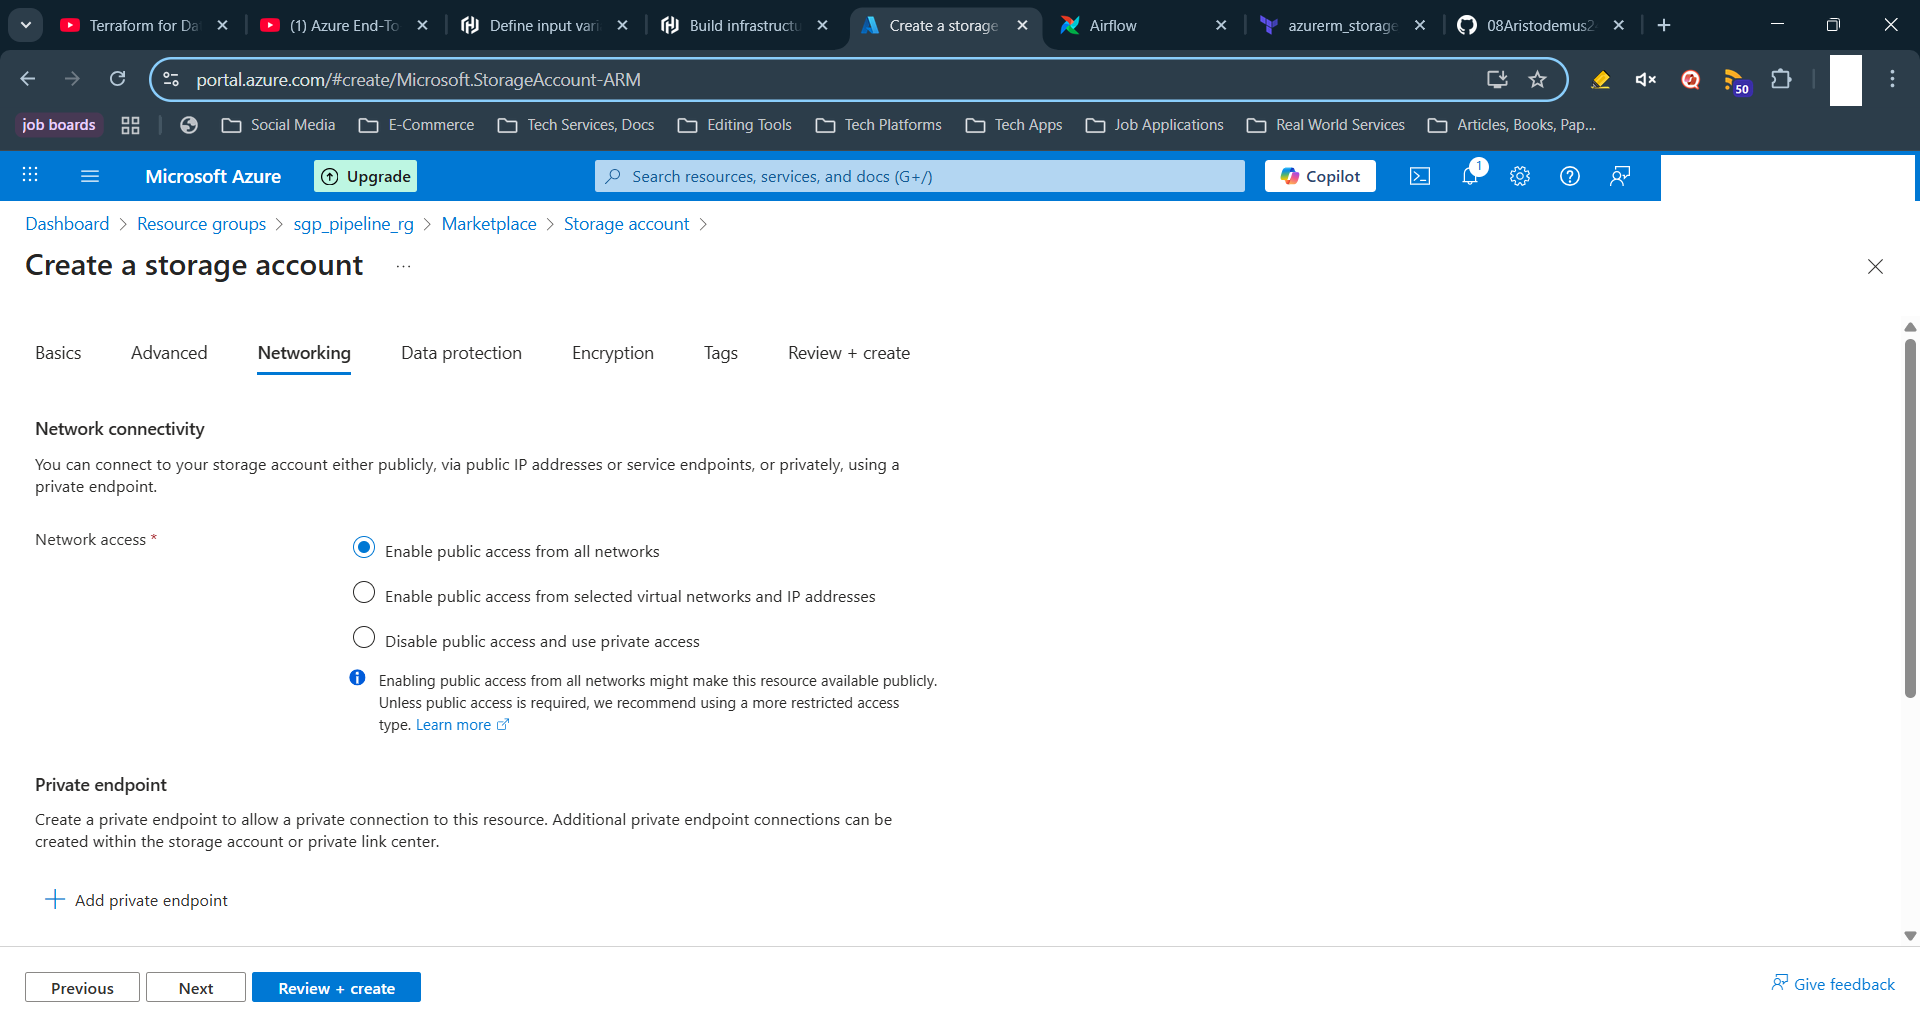 Terraform for Da
(1) Azure End-To
Define input vari
Build infrastructu
Create a storage
Airflow
azurerm_storage
08Aristodemus2
portal.azure.com/#create/Microsoft.StorageAccount-ARM
50
job boards
Social Media
E-Commerce
Tech Services, Docs
Editing Tools
Tech Platforms
Tech Apps
Job Applications
Real World Services
Articles, Books, Pap...
Microsoft Azure
Upgrade
Search resources, services, and docs (G+/)
Copilot
1
Dashboard > Resource groups > sgp_pipeline_rg > Marketplace > Storage account >
Create a storage account ...
Basics
Advanced
Networking
Data protection
Encryption
Tags
Review + create
Network connectivity
You can connect to your storage account either publicly, via public IP addresses or service endpoints, or privately, using a
private endpoint.
Network access *
Enable public access from all networks
Enable public access from selected virtual networks and IP addresses
Disable public access and use private access
Enabling public access from all networks might make this resource available publicly.
Unless public access is required, we recommend using a more restricted access
type. Learn more
Private endpoint
Create a private endpoint to allow a private connection to this resource. Additional private endpoint connections can be
created within the storage account or private link center.
Add private endpoint
Previous
Next
Review + create
Give feedback